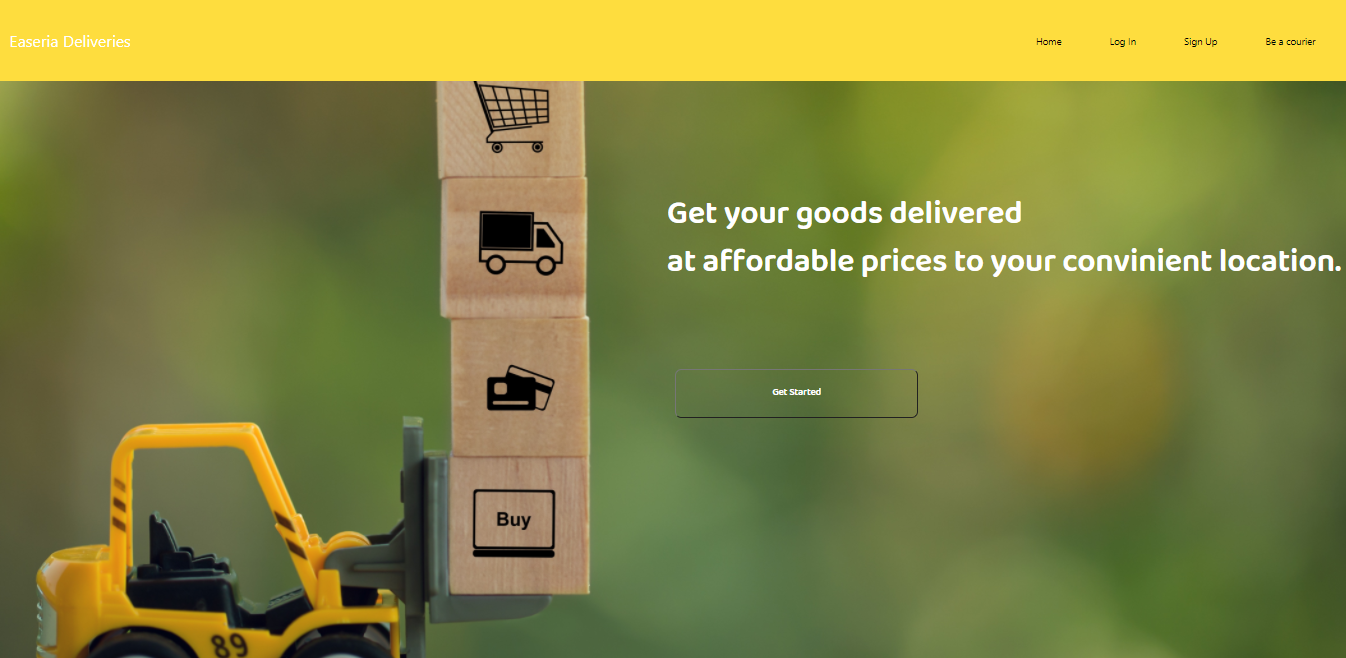 Easeria Deliveries
Home Log In Sign Up Be a courier
Get your goods delivered
at affordable prices to your convinient location.
Get Started
Buy
89